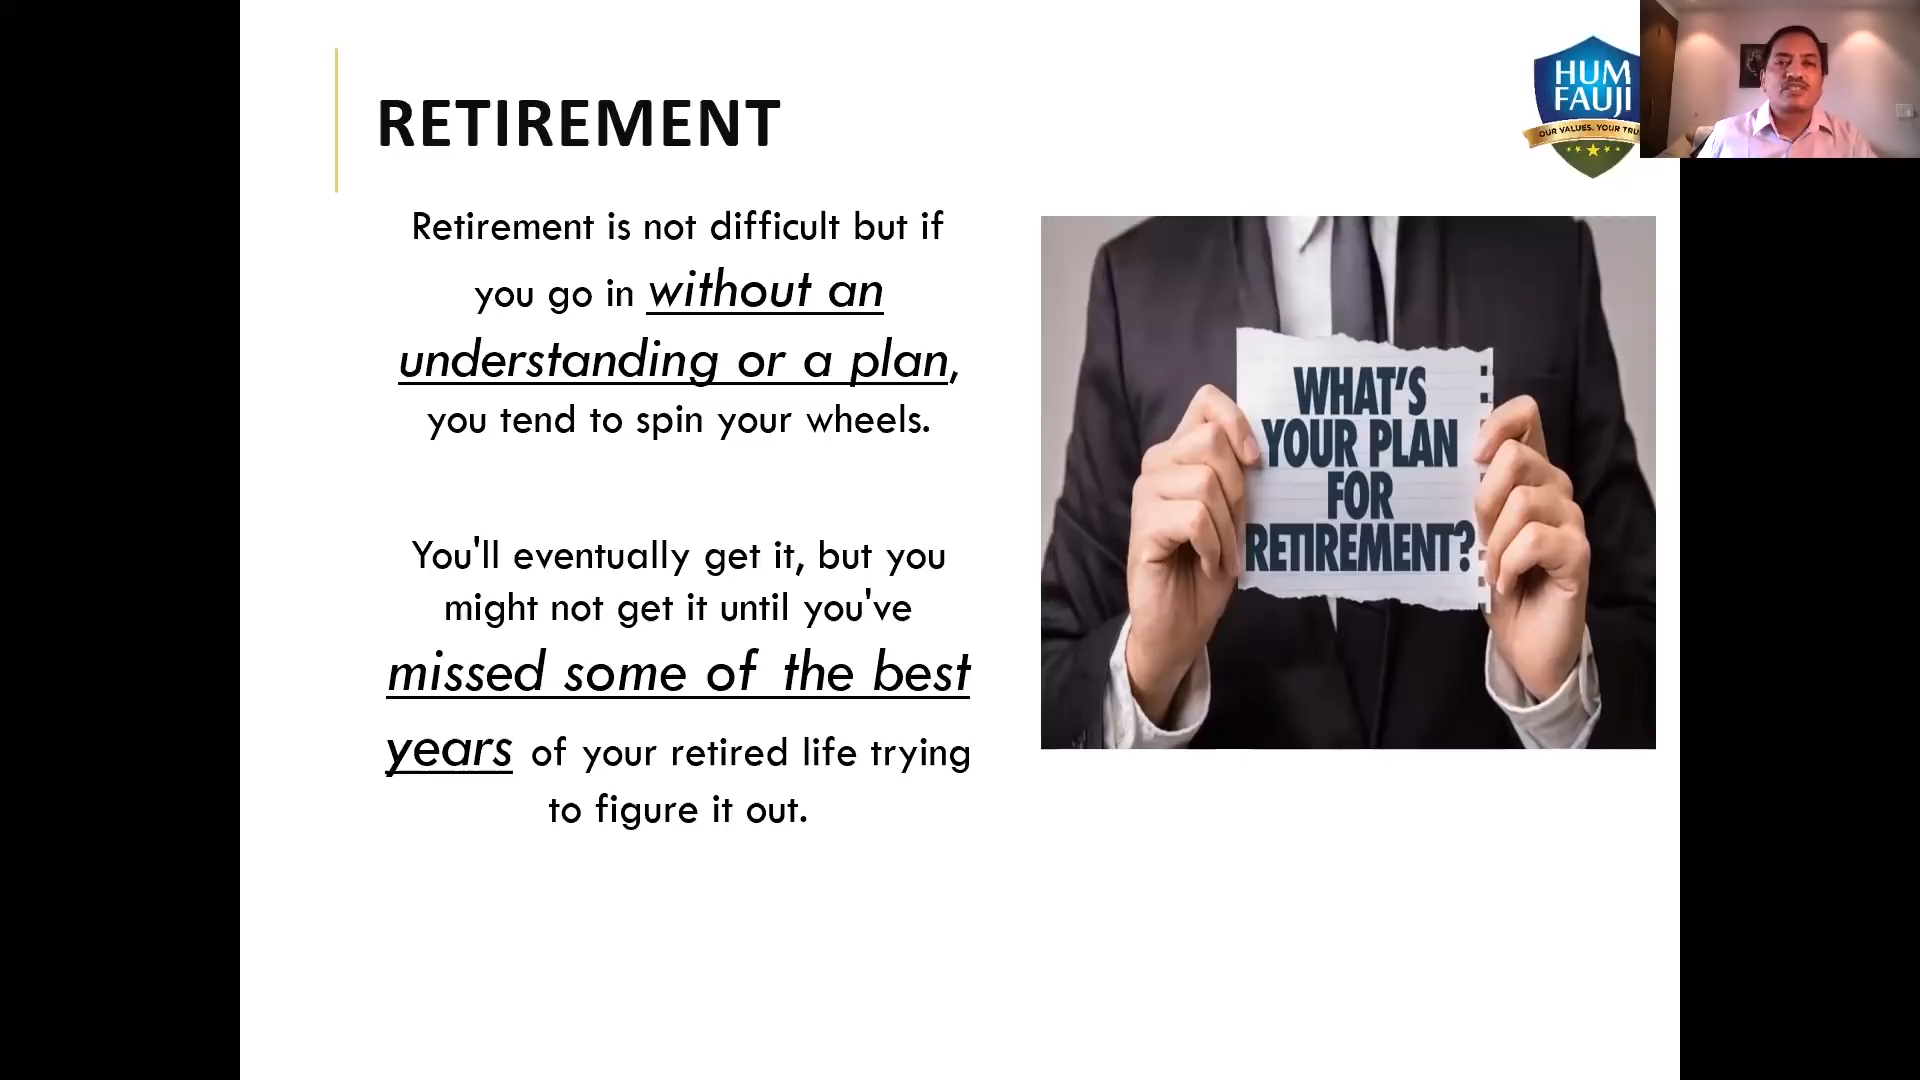 RETIREMENT
HUM
FAUJI
OUR VALUES. YOUR
Retirement is not difficult but if
you go in without an
understanding or a plan,
you tend to spin your wheels.
You'll eventually get it, but you
might not get it until you've
missed some of the best
years of your retired life trying
to figure it out.
WHAT'S
YOUR PLAN
FOR
RETIREMENT?